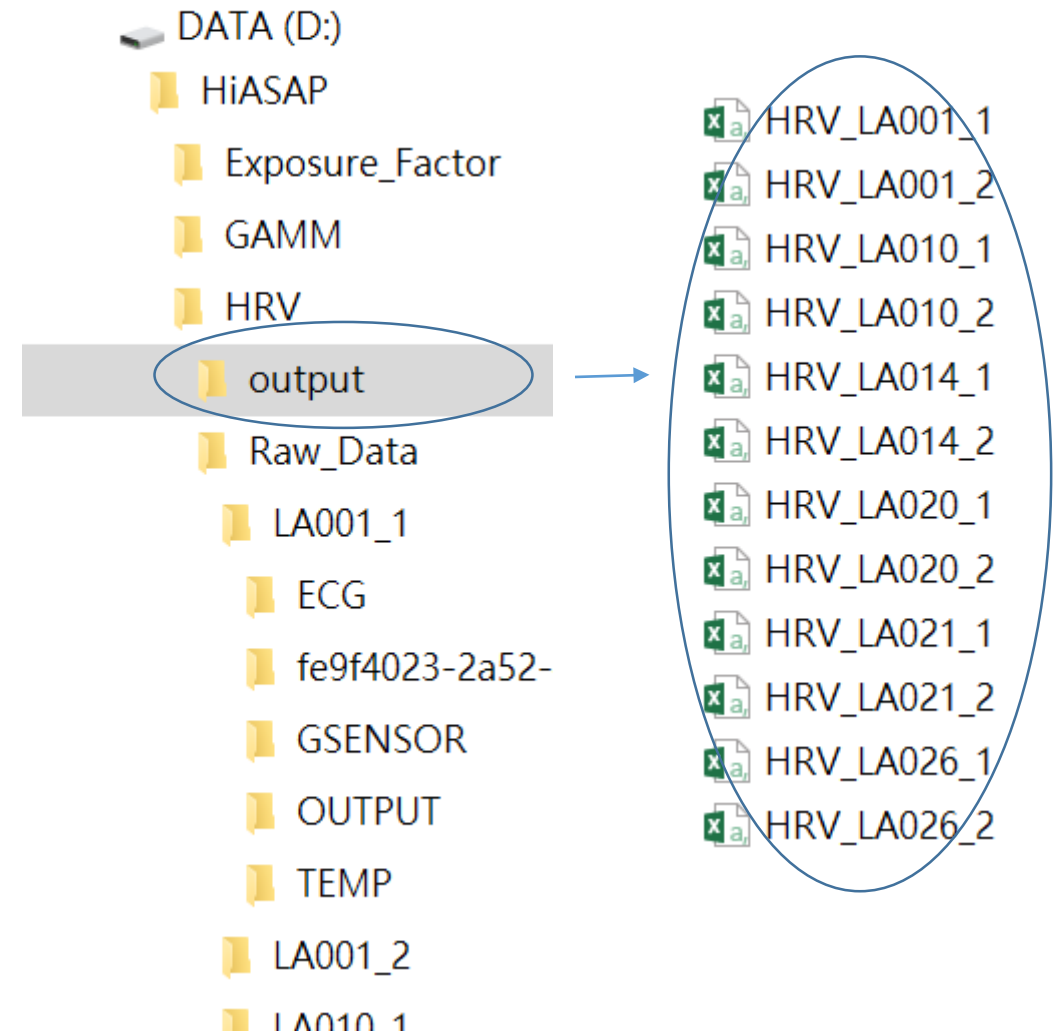 DATA (D:)
HiASAP
Exposure_Factor
GAMM
HRV
output
Raw_Data
LA001_1
ECG
fe9f4023-2a52-
GSENSOR
OUTPUT
TEMP
LA001_2
LA010_1
HRV_LA001_1
HRV_LA001_2
HRV_LA010_1
HRV_LA010_2
HRV_LA014_1
HRV_LA014_2
HRV_LA020_1
HRV_LA020_2
HRV_LA021_1
HRV_LA021_2
HRV_LA026_1
HRV_LA026_2